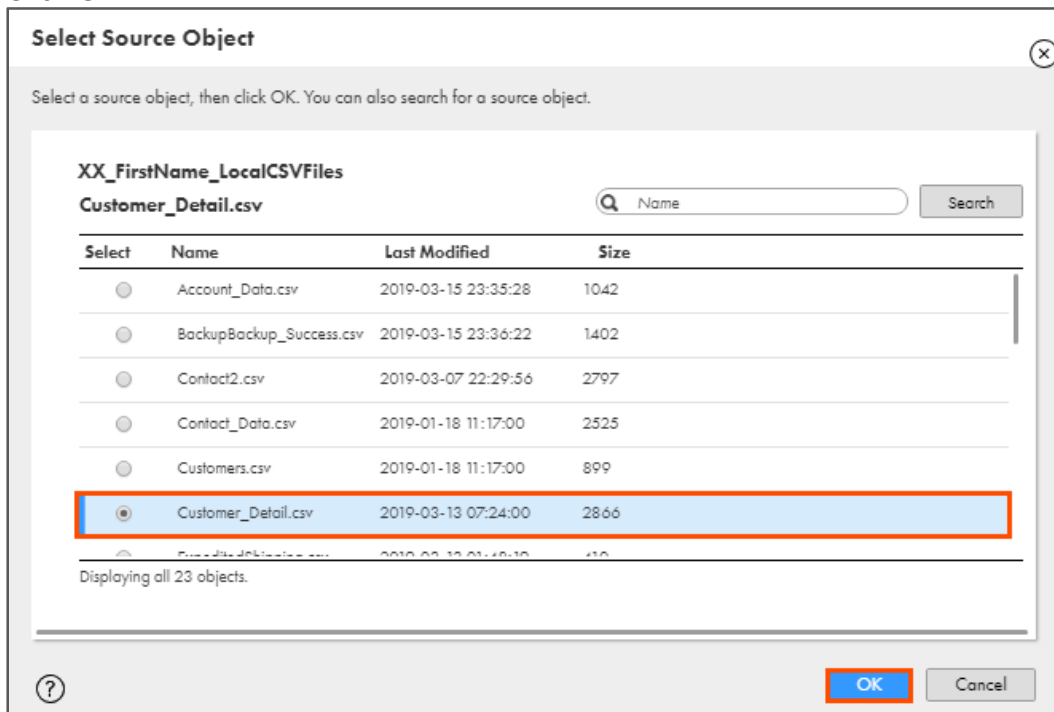 Select Source Object
Select a source object, then click OK. You can also search for a source object.
XX_FirstName_LocalCSVFiles
Customer_Detail.csv
Name
Search
Select Name Last Modified Size
Account_Data.csv 2019-03-15 23:35:28 1042
BackupBackup_Success.csv 2019-03-15 23:36:22 1402
Contact2.csv 2019-03-07 22:29:56 2797
Contact_Data.csv 2019-01-18 11:17:00 2525
Customers.csv 2019-01-18 11:17:00 899
Customer_Detail.csv 2019-03-13 07:24:00 2866
Displaying all 23 objects.
?
OK Cancel